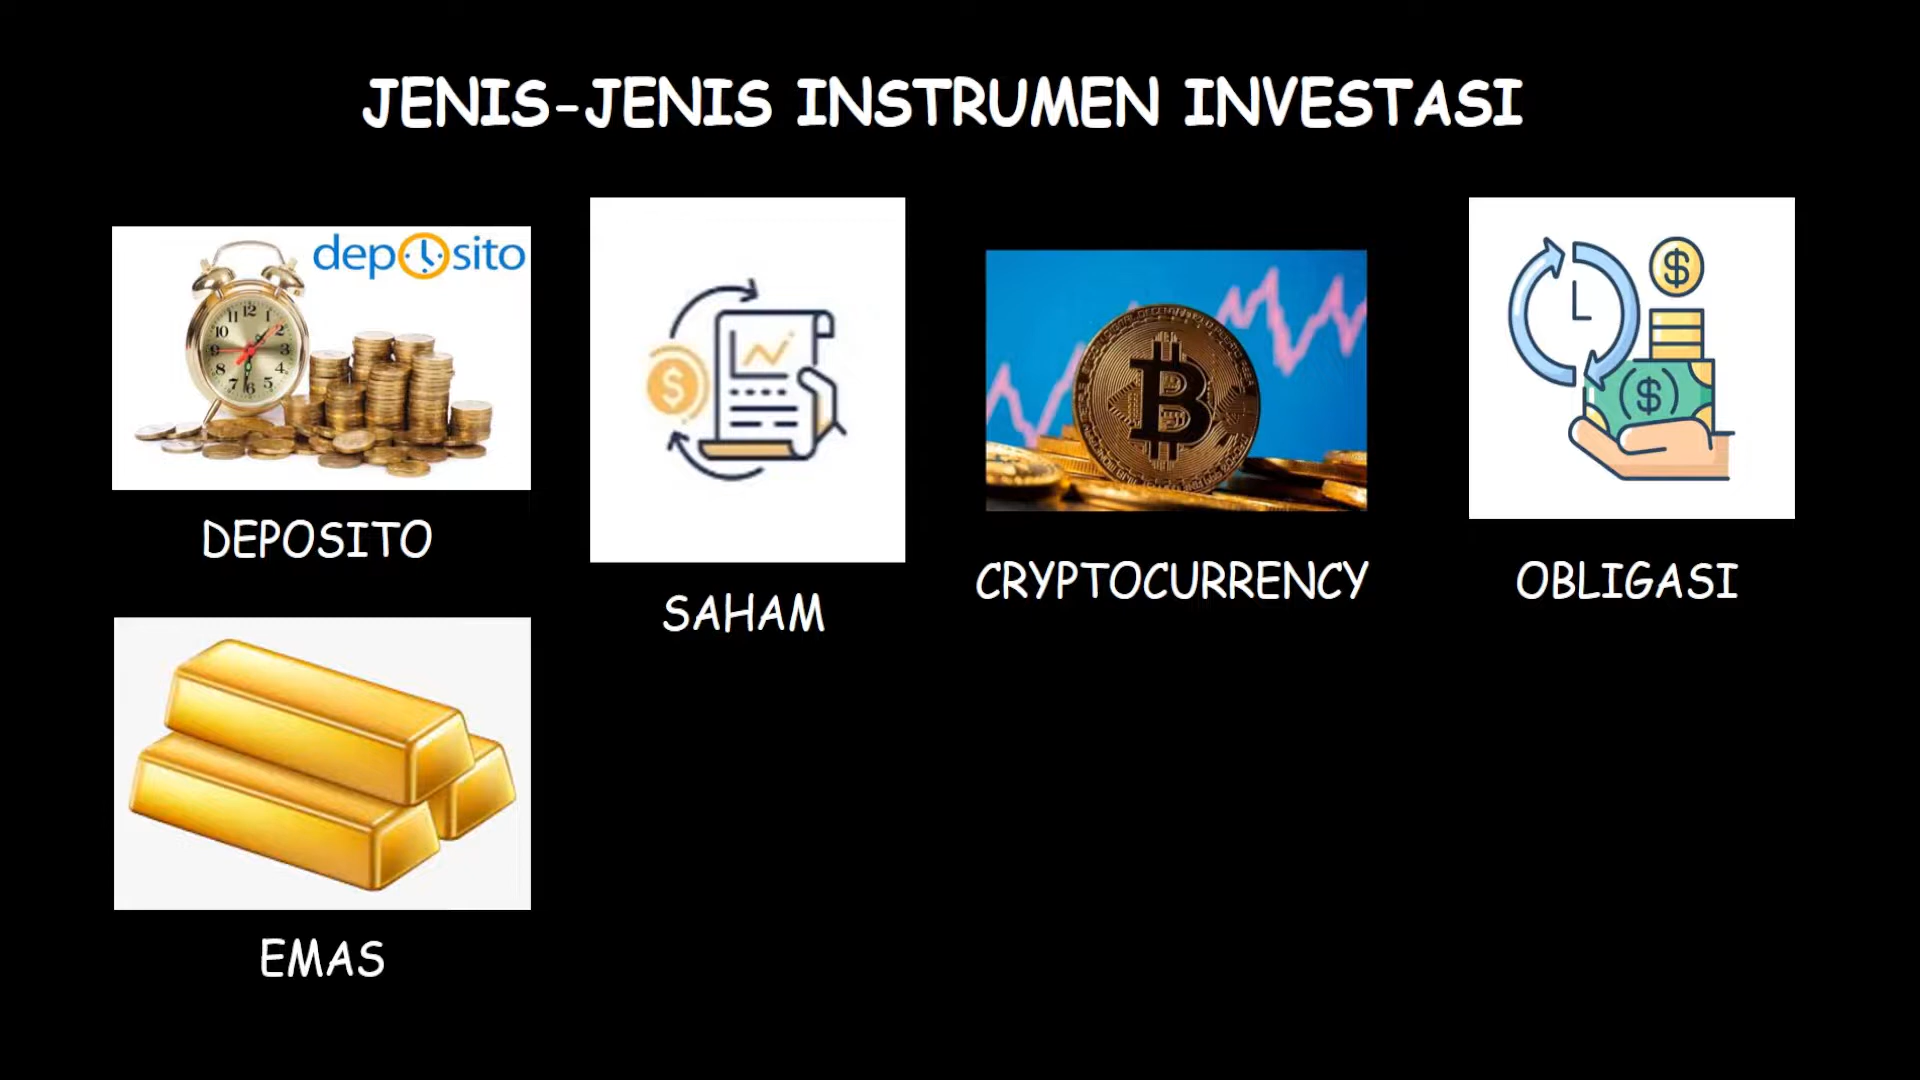 JENIS-JENIS INSTRUMEN INVESTASI
deposito
DEPOSITO
SAHAM
CRYPTOCURRENCY
OBLIGASI
EMAS